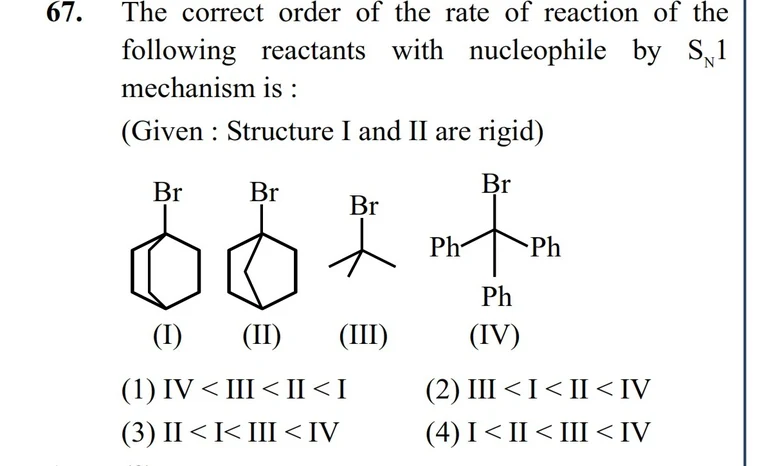 67. The correct order of the rate of reaction of the
following reactants with nucleophile by S_N1
mechanism is :
(Given : Structure I and II are rigid)
Br Br Br Br
Ph Ph
Ph
(I) (II) (III) (IV)
(1) IV < III < II < I (2) III < I < II < IV
(3) II < I< III < IV (4) I < II < III < IV